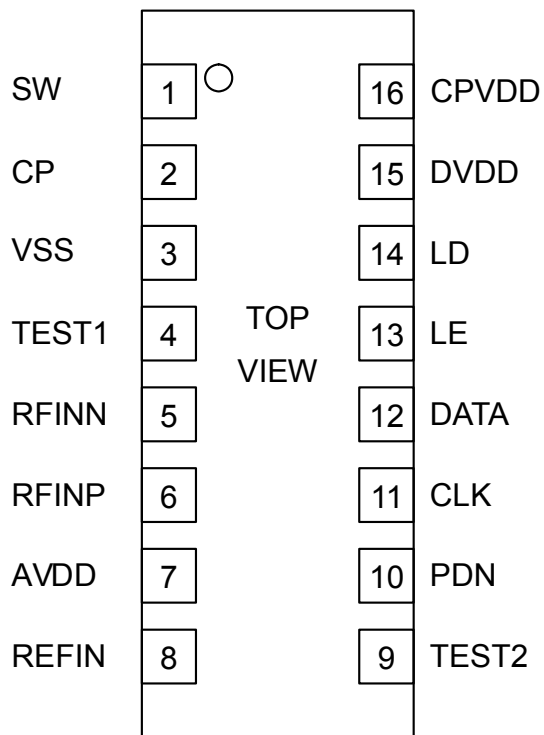 SW 1 16 CPVDD
CP 2 15 DVDD
VSS 3 14 LD
TEST1 4 TOP 13 LE
VIEW
RFINN 5 12 DATA
RFINP 6 11 CLK
AVDD 7 10 PDN
REFIN 8 9 TEST2